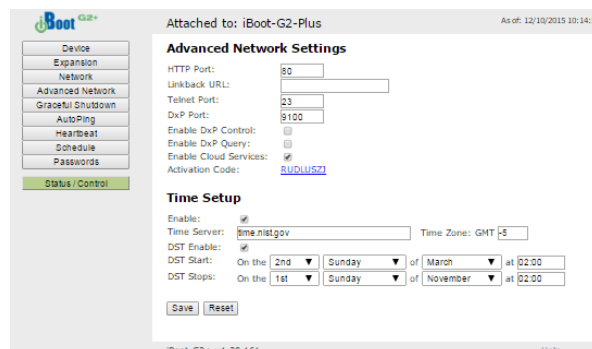 iBoot G2+
Attached to: iBoot-G2-Plus
As of: 12/10/2015 10:14:
Device
Expansion
Network
Advanced Network
Graceful Shutdown
AutoPing
Heartbeat
Schedule
Passwords
Status / Control
Advanced Network Settings
HTTP Port: 80
Linkback URL:
Telnet Port: 23
DxP Port: 9100
Enable DxP Control:
Enable DxP Query:
Enable Cloud Services:
Activation Code: RUDLUSZJ
Time Setup
Enable:
Time Server: time.nist.gov Time Zone: GMT -5
DST Enable:
DST Start: On the 2nd Sunday of March at 02:00
DST Stops: On the 1st Sunday of November at 02:00
Save Reset